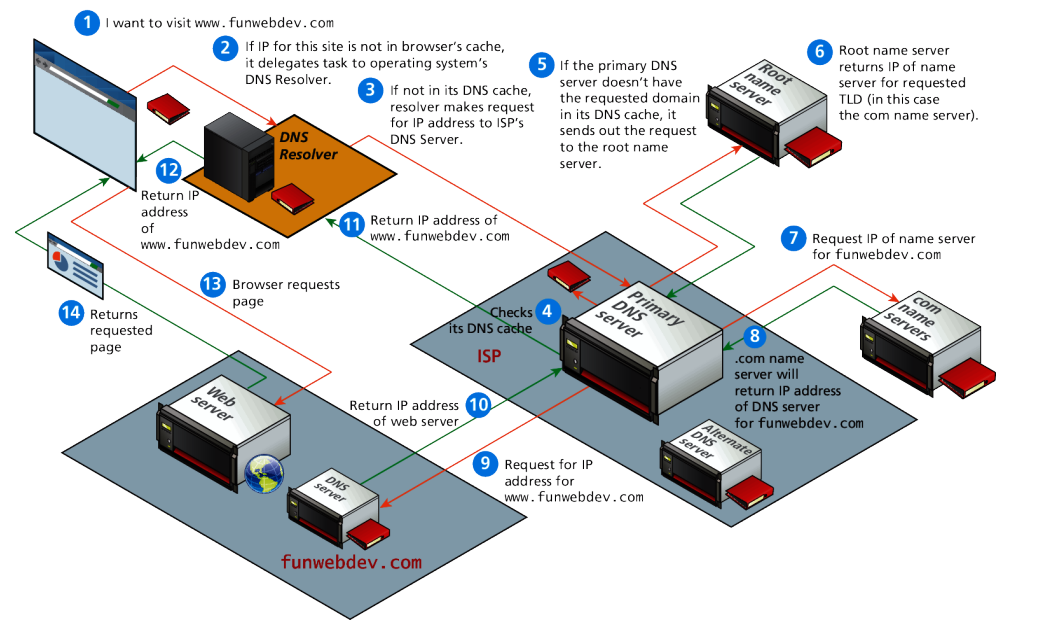 1 I want to visit www.funwebdev.com
2 If IP for this site is not in browser's cache,
it delegates task to operating system's
DNS Resolver.
3 If not in its DNS cache,
resolver makes request
for IP address to ISP's
DNS Server.
5 If the primary DNS
server doesn't have
the requested domain
in its DNS cache, it
sends out the request
to the root name
server.
Root
name
server
6 Root name server
returns IP of name
server for requested
TLD (in this case
the com name server).
DNS
Resolver
12
Return IP
address
of
www.funwebdev.com
11 Return IP address of
www.funwebdev.com
7 Request IP of name server
for funwebdev.com
13 Browser requests
page
14 Returns
requested
page
Checks 4
its DNS cache
ISP
Primary
DNS
server
com
name
servers
8
.com name
server will
return IP address
of DNS server
for funwebdev.com
Web
server
Return IP address 10
of web server
9 Request for IP
address for
www.funwebdev.com
Alternate
DNS
server
DNS
server
funwebdev.com